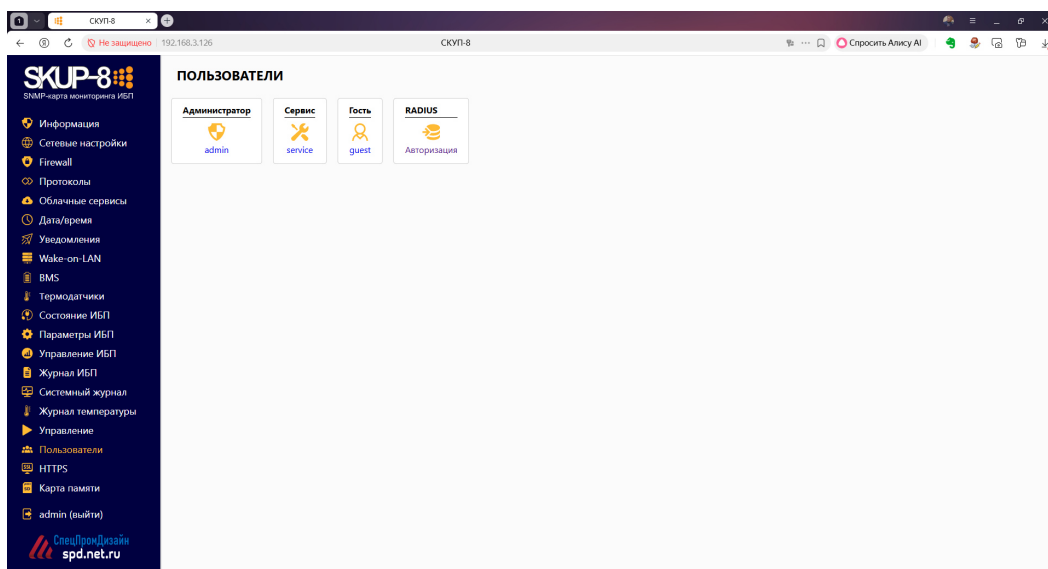 1
СКУП-8
Не защищено
192.168.3.126
СКУП-8
Спросить Алису AI
SKUP-8
SNMP-карта мониторинга ИБП
Информация
Сетевые настройки
Firewall
Протоколы
Облачные сервисы
Дата/время
Уведомления
Wake-on-LAN
BMS
Термодатчики
Состояние ИБП
Параметры ИБП
Управление ИБП
Журнал ИБП
Системный журнал
Журнал температуры
Управление
Пользователи
HTTPS
Карта памяти
admin (выйти)
СпецПромДизайн
spd.net.ru
ПОЛЬЗОВАТЕЛИ
Администратор
admin
Сервис
service
Гость
guest
RADIUS
Авторизация